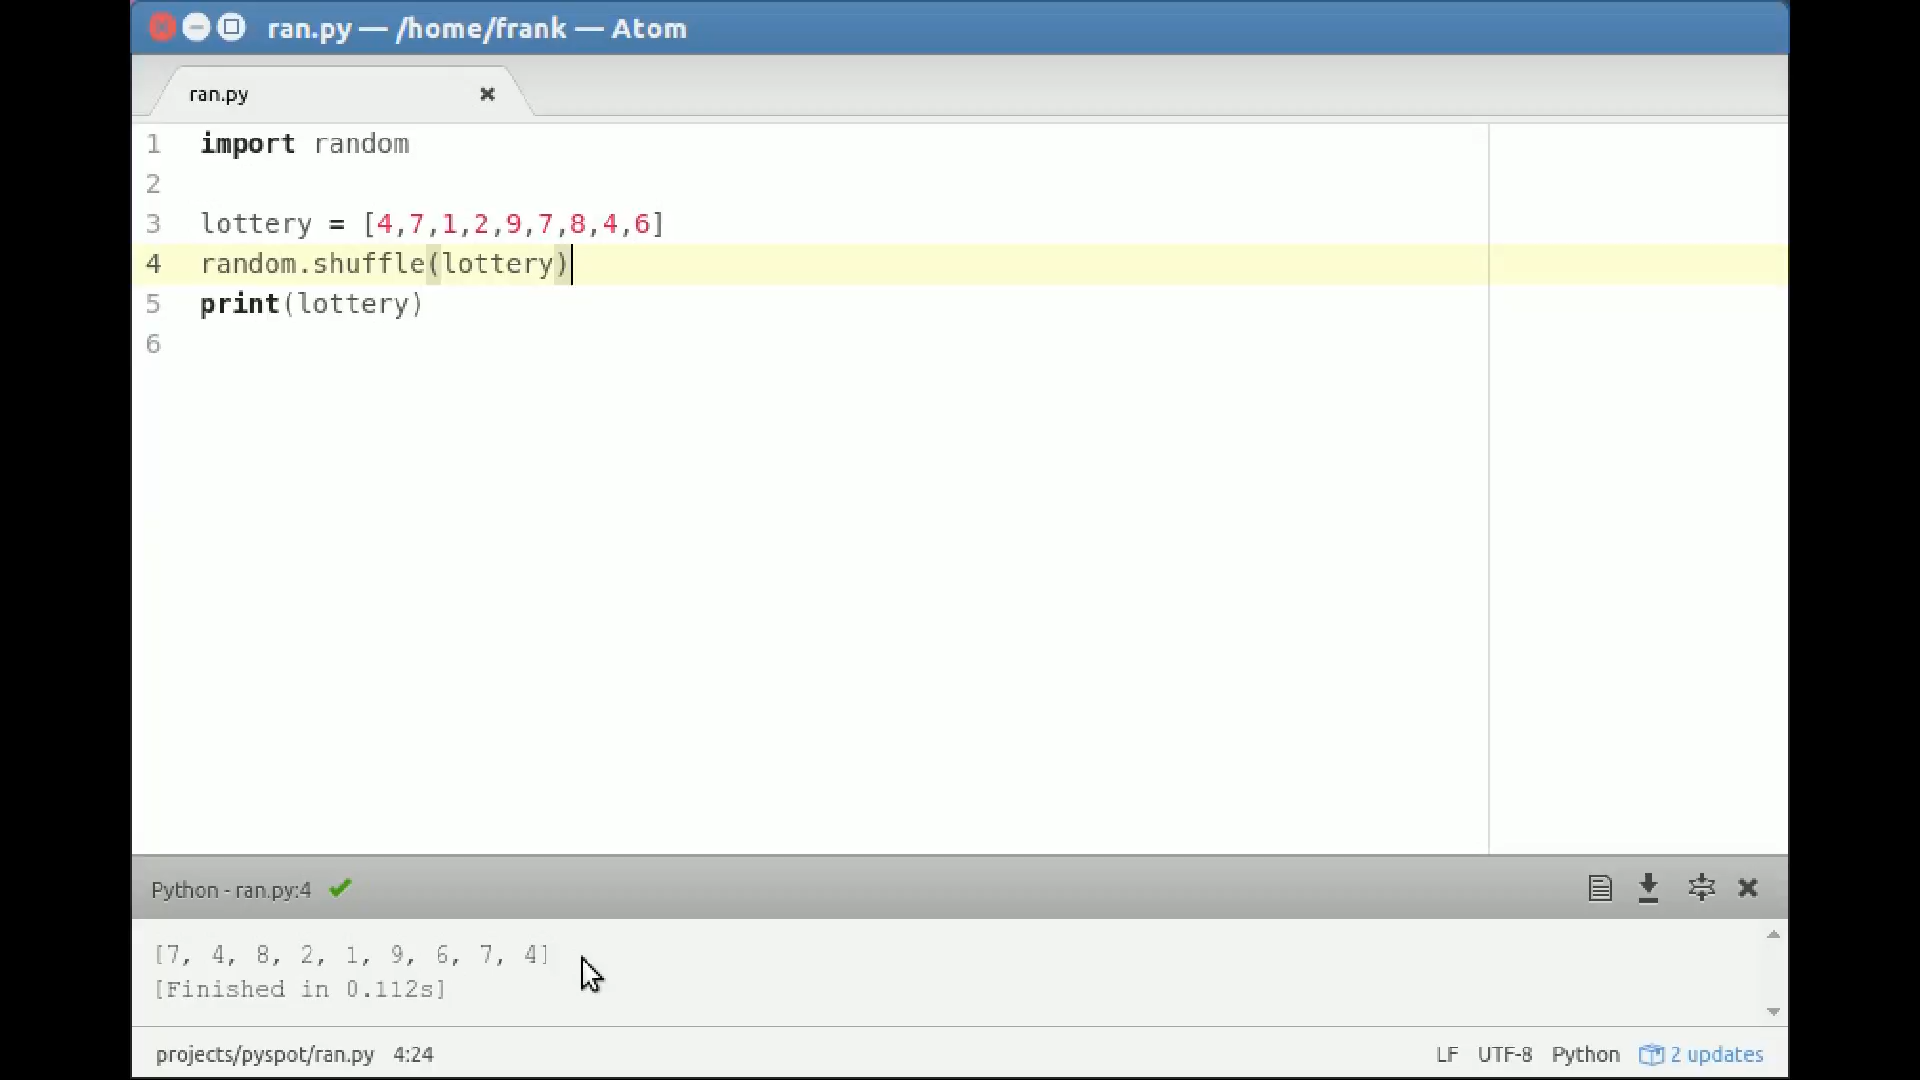 ran.py — /home/frank — Atom
ran.py
1 import random
2
3 lottery = [4,7,1,2,9,7,8,4,6]
4 random.shuffle(lottery)
5 print(lottery)
6
Python - ran.py:4
[7, 4, 8, 2, 1, 9, 6, 7, 4]
[Finished in 0.112s]
projects/pyspot/ran.py 4:24 LF UTF-8 Python 2 updates